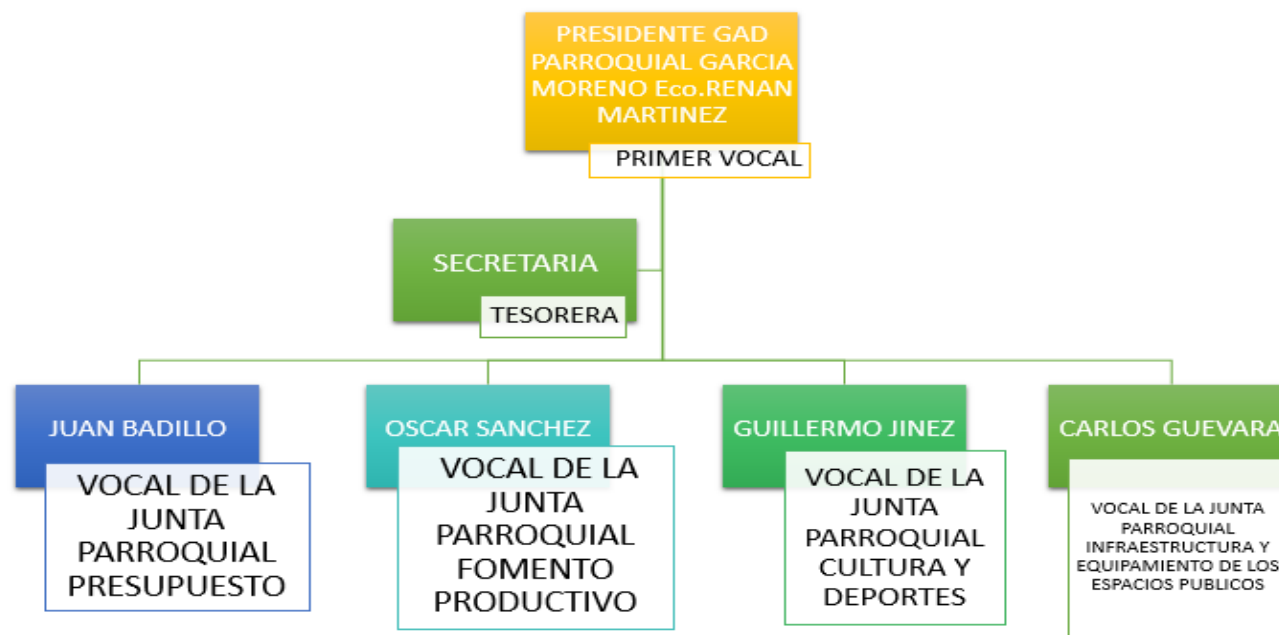 PRESIDENTE GAD
PARROQUIAL GARCIA
MORENO Eco.RENAN
MARTINEZ
PRIMER VOCAL
SECRETARIA
TESORERA
JUAN BADILLO
VOCAL DE LA
JUNTA
PARROQUIAL
PRESUPUESTO
OSCAR SANCHEZ
VOCAL DE LA
JUNTA
PARROQUIAL
FOMENTO
PRODUCTIVO
GUILLERMO JINEZ
VOCAL DE LA
JUNTA
PARROQUIAL
CULTURA Y
DEPORTES
CARLOS GUEVARA
VOCAL DE LA JUNTA
PARROQUIAL
INFRAESTRUCTURA Y
EQUIPAMIENTO DE LOS
ESPACIOS PUBLICOS